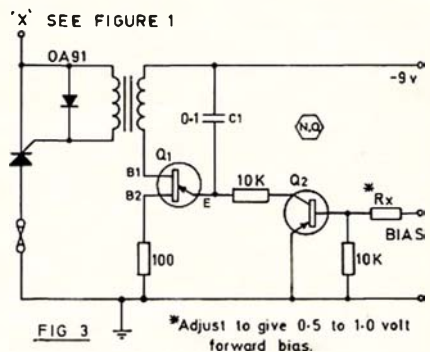 'X' SEE FIGURE 1
OA91
-9v
0·1 C1
N,Q
Q1
B1
B2
E
10K
Q2
*
Rx
BIAS
100
10K
FIG 3
*Adjust to give 0·5 to 1·0 volt
forward bias.